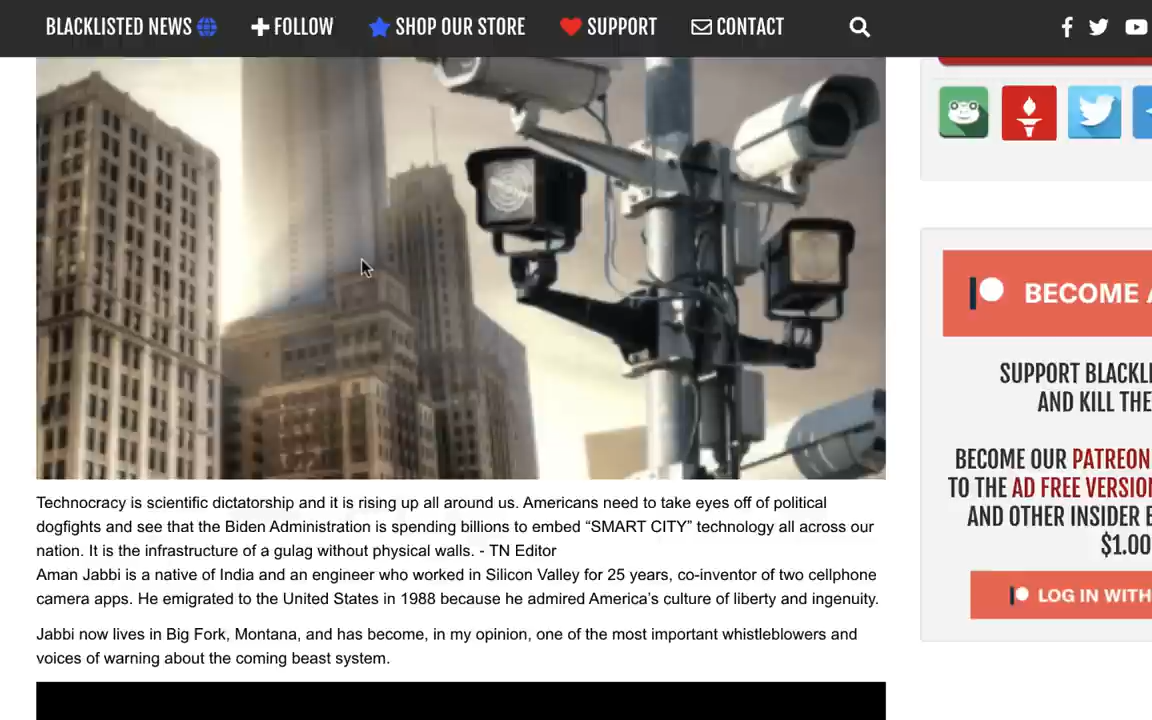 BLACKLISTED NEWS FOLLOW SHOP OUR STORE SUPPORT CONTACT
BECOME
SUPPORT
AND KILL THE
BECOME OUR PATREON
TO THE AD FREE VERSION
AND OTHER INSIDER
$1.00
LOG IN WITH
Technocracy is scientific dictatorship and it is rising up all around us. Americans need to take eyes off of political
dogfights and see that the Biden Administration is spending billions to embed “SMART CITY” technology all across our
nation. It is the infrastructure of a gulag without physical walls. - TN Editor
Aman Jabbi is a native of India and an engineer who worked in Silicon Valley for 25 years, co-inventor of two cellphone
camera apps. He emigrated to the United States in 1988 because he admired America’s culture of liberty and ingenuity.
Jabbi now lives in Big Fork, Montana, and has become, in my opinion, one of the most important whistleblowers and
voices of warning about the coming beast system.